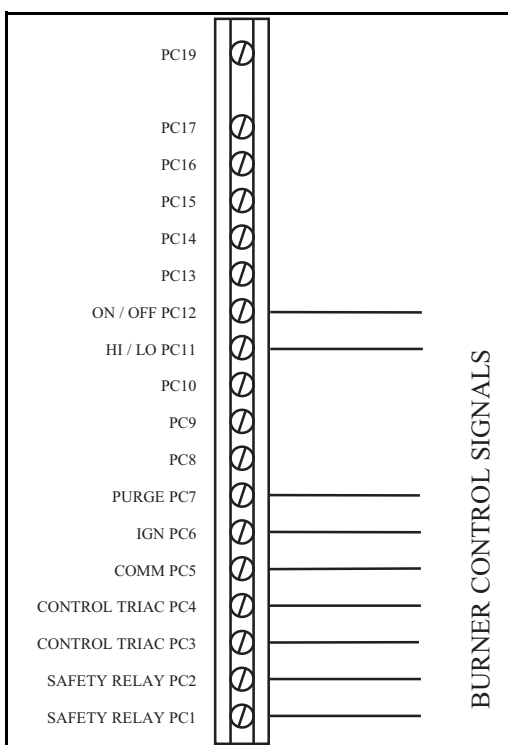 PC19
PC17
PC16
PC15
PC14
PC13
ON / OFF PC12
HI / LO PC11
PC10
PC9
PC8
PURGE PC7
IGN PC6
COMM PC5
CONTROL TRIAC PC4
CONTROL TRIAC PC3
SAFETY RELAY PC2
SAFETY RELAY PC1
BURNER CONTROL SIGNALS